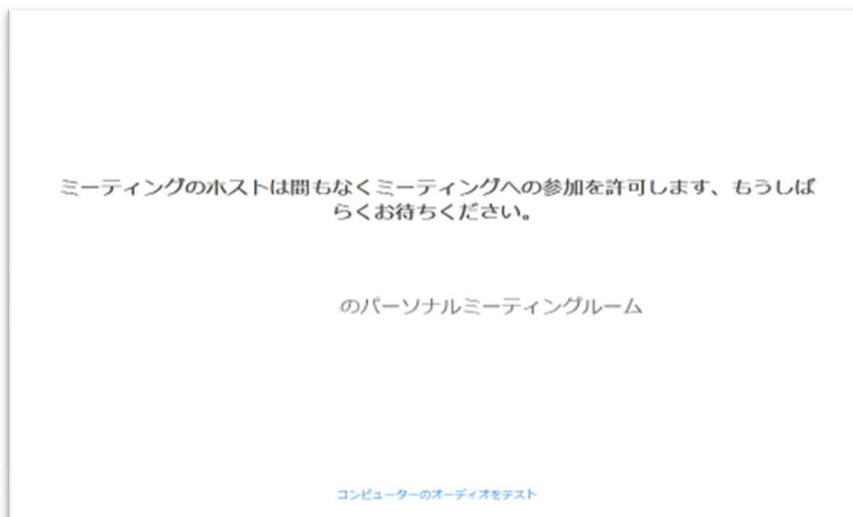 ミーティングのホストは間もなくミーティングへの参加を許可します、もうしば
らくお待ちください。
のパーソナルミーティングルーム
コンピューターのオーディオをテスト